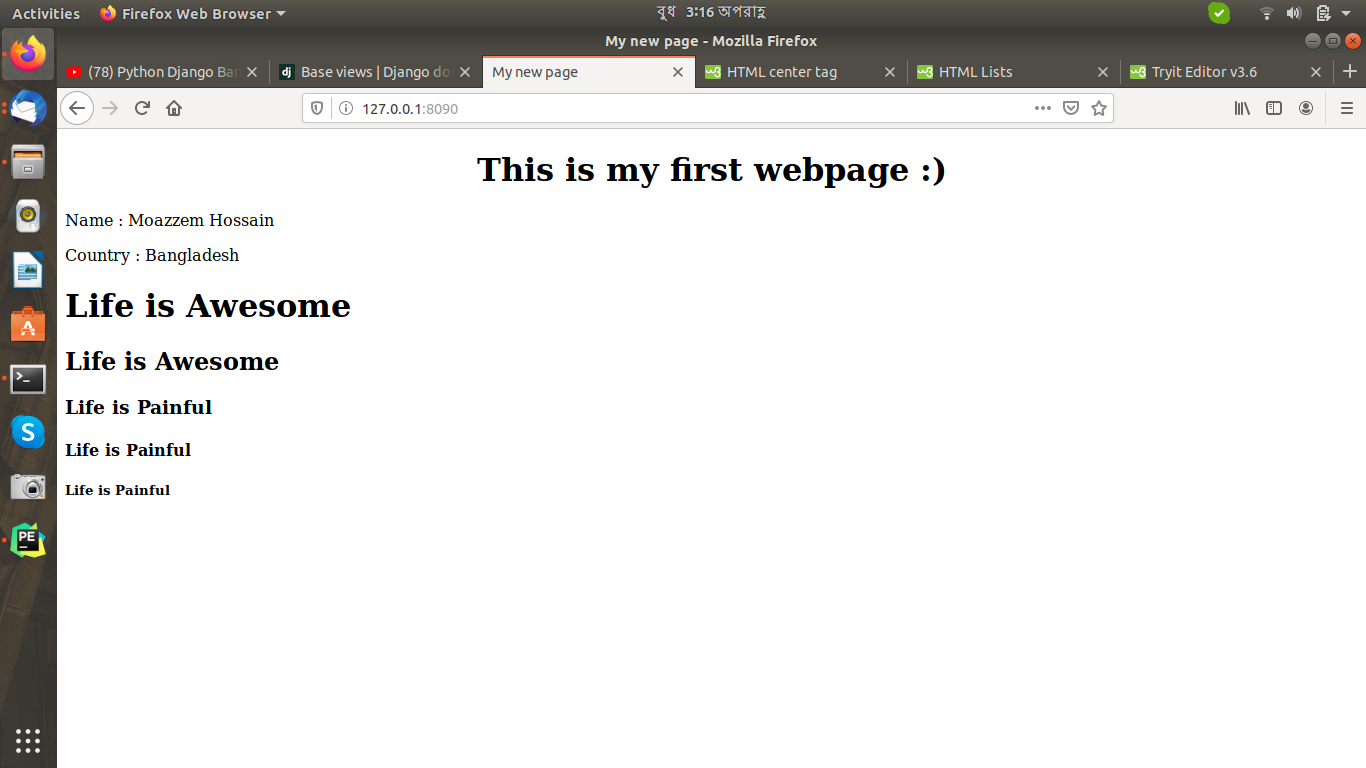 Activities Firefox Web Browser বুধ 3:16 অপরাহ্ণ
My new page - Mozilla Firefox
(78) Python Django Ban Base views | Django do My new page HTML center tag HTML Lists Tryit Editor v3.6
127.0.0.1:8090
This is my first webpage :)
Name : Moazzem Hossain
Country : Bangladesh
Life is Awesome
Life is Awesome
Life is Painful
Life is Painful
Life is Painful